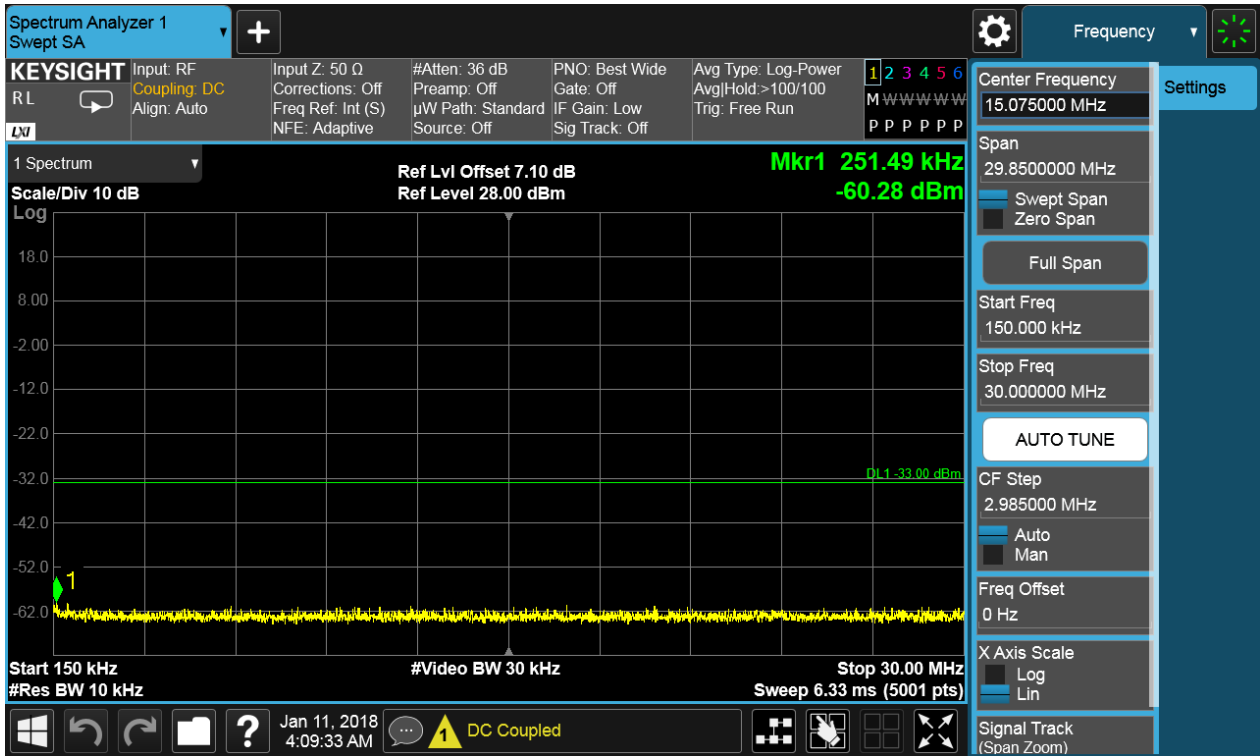 Spectrum Analyzer 1
Swept SA
Frequency
KEYSIGHT
RL
LXI
Input: RF
Coupling: DC
Align: Auto
Input Z: 50 Ω
Corrections: Off
Freq Ref: Int (S)
NFE: Adaptive
#Atten: 36 dB
Preamp: Off
µW Path: Standard
Source: Off
PNO: Best Wide
Gate: Off
IF Gain: Low
Sig Track: Off
Avg Type: Log-Power
Avg|Hold:>100/100
Trig: Free Run
1 2 3 4 5 6
M W W W W W
P P P P P P
1 Spectrum
Scale/Div 10 dB
Ref Lvl Offset 7.10 dB
Ref Level 28.00 dBm
Mkr1 251.49 kHz
-60.28 dBm
Log
18.0
8.00
-2.00
-12.0
-22.0
-32.0
-42.0
-52.0
-62.0
DL1 -33.00 dBm
1
Start 150 kHz
#Res BW 10 kHz
#Video BW 30 kHz
Stop 30.00 MHz
Sweep 6.33 ms (5001 pts)
Center Frequency
15.075000 MHz
Settings
Span
29.8500000 MHz
Swept Span
Zero Span
Full Span
Start Freq
150.000 kHz
Stop Freq
30.000000 MHz
AUTO TUNE
CF Step
2.985000 MHz
Auto
Man
Freq Offset
0 Hz
X Axis Scale
Log
Lin
Signal Track
(Span Zoom)
?
Jan 11, 2018
4:09:33 AM
1
DC Coupled